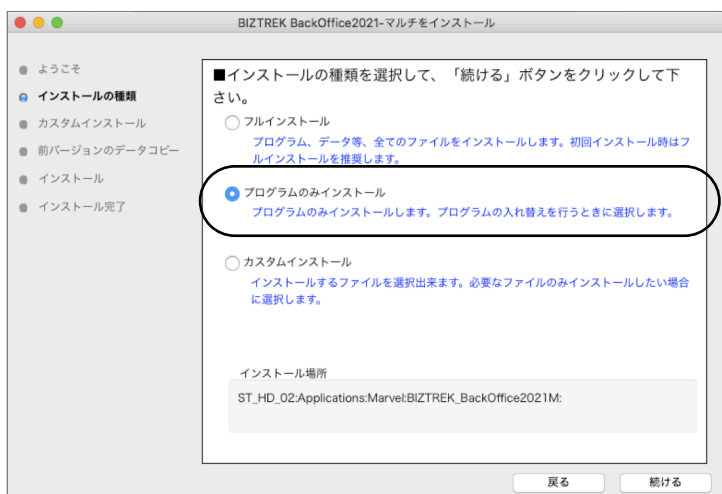 BIZTREK BackOffice2021-マルチをインストール
ようこそ
インストールの種類
カスタムインストール
前バージョンのデータコピー
インストール
インストール完了
■インストールの種類を選択して、「続ける」ボタンをクリックして下
さい。
フルインストール
プログラム、データ等、全てのファイルをインストールします。初回インストール時はフ
ルインストールを推奨します。
プログラムのみインストール
プログラムのみインストールします。プログラムの入れ替えを行うときに選択します。
カスタムインストール
インストールするファイルを選択出来ます。必要なファイルのみインストールしたい場合
に選択します。
インストール場所
ST_HD_02:Applications:Marvel:BIZTREK_BackOffice2021M:
戻る
続ける